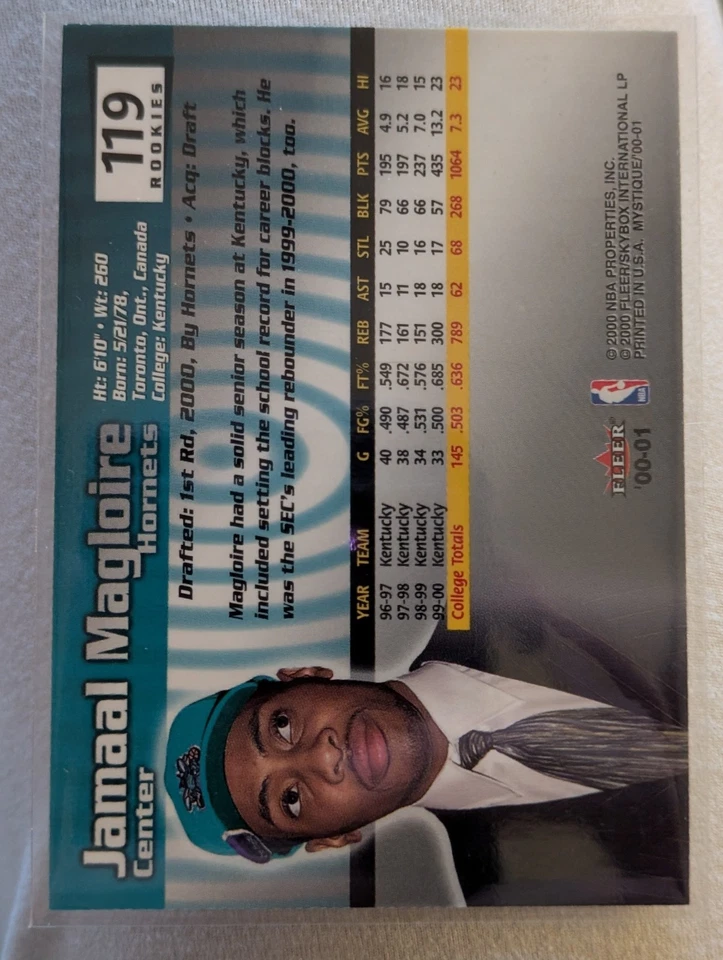 Jamaal Magloire
Center
Hornets
Ht: 6'10" • Wt: 260
Born: 5/21/78,
Toronto, Ont., Canada
College: Kentucky
119
ROOKIES
Drafted: 1st Rd, 2000, By Hornets • Acq: Draft
Magloire had a solid senior season at Kentucky, which
included setting the school record for career blocks. He
was the SEC's leading rebounder in 1999-2000, too.
YEAR TEAM G FG% FT% REB AST STL BLK PTS AVG HI
96-97 Kentucky 40 .490 .549 177 15 25 79 195 4.9 16
97-98 Kentucky 38 .487 .672 161 11 10 66 197 5.2 18
98-99 Kentucky 34 .531 .576 151 18 16 66 237 7.0 15
99-00 Kentucky 33 .500 .685 300 18 17 57 435 13.2 23
College Totals 145 .503 .636 789 62 68 268 1064 7.3 23
FLEER
'00-01
NBA
© 2000 NBA PROPERTIES, INC.
© 2000 FLEER/SKYBOX INTERNATIONAL LP
PRINTED IN U.S.A. MYSTIQUE/'00-01